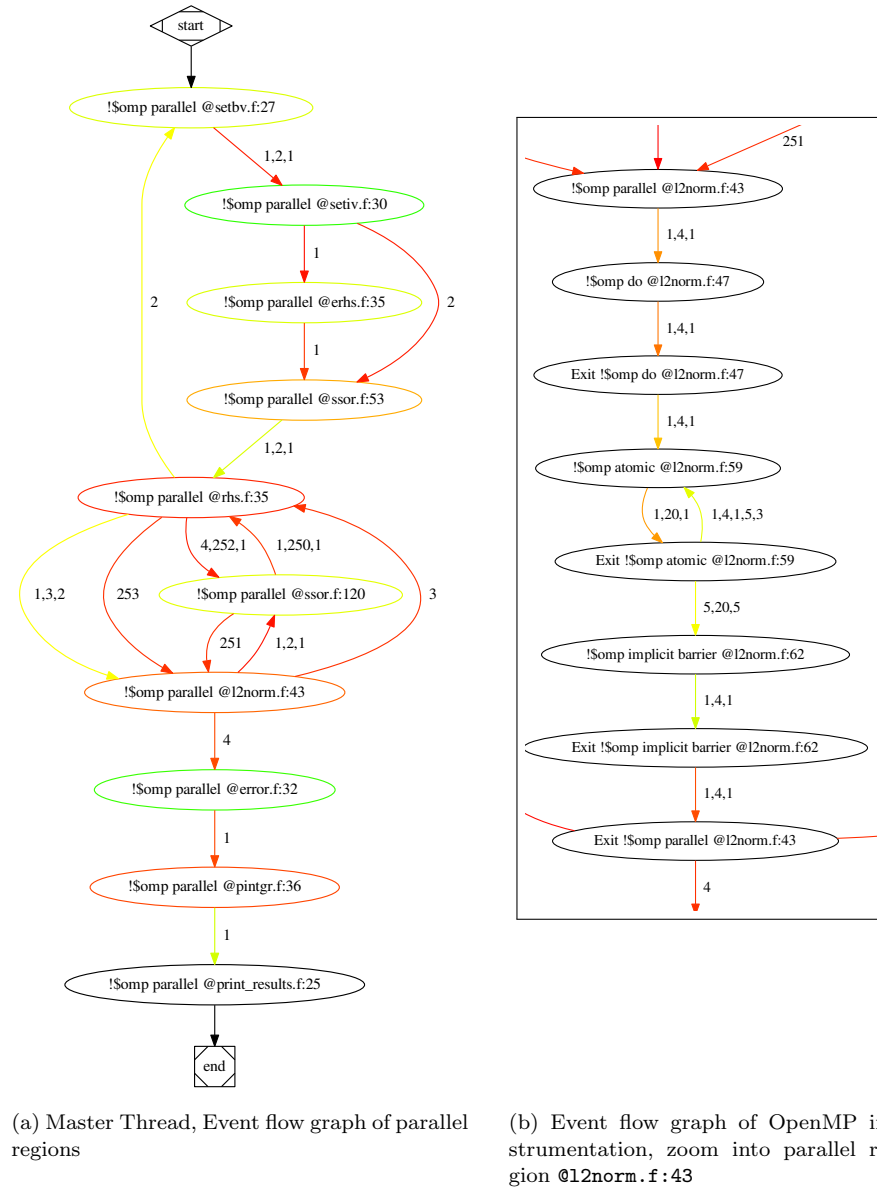 start
!$omp parallel @setbv.f:27
1,2,1
!$omp parallel @setiv.f:30
1
!$omp parallel @erhs.f:35
2
2
1
!$omp parallel @ssor.f:53
1,2,1
!$omp parallel @rhs.f:35
4,252,1
1,250,1
1,3,2
253
!$omp parallel @ssor.f:120
3
251
1,2,1
!$omp parallel @l2norm.f:43
4
!$omp parallel @error.f:32
1
!$omp parallel @pintgr.f:36
1
!$omp parallel @print_results.f:25
end
(a) Master Thread, Event flow graph of parallel
regions
251
!$omp parallel @l2norm.f:43
1,4,1
!$omp do @l2norm.f:47
1,4,1
Exit !$omp do @l2norm.f:47
1,4,1
!$omp atomic @l2norm.f:59
1,20,1
1,4,1,5,3
Exit !$omp atomic @l2norm.f:59
5,20,5
!$omp implicit barrier @l2norm.f:62
1,4,1
Exit !$omp implicit barrier @l2norm.f:62
1,4,1
Exit !$omp parallel @l2norm.f:43
4
(b) Event flow graph of OpenMP i
strumentation, zoom into parallel r
gion @l2norm.f:43